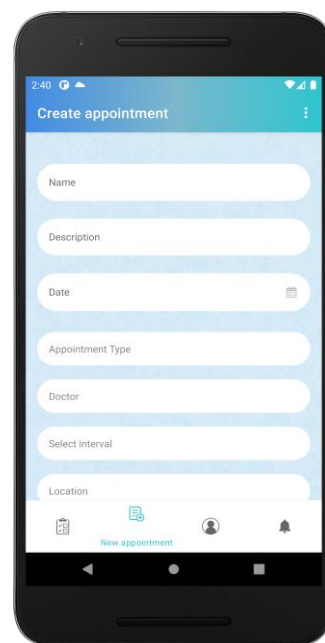 2:40
Create appointment
Name
Description
Date
Appointment Type
Doctor
Select interval
Location
New appointment